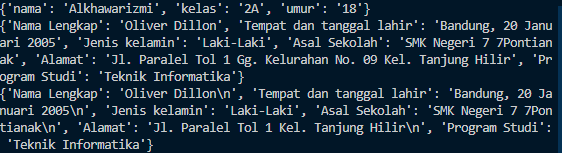 {'nama': 'Alkhawarizmi', 'kelas': '2A', 'umur': '18'}
{'Nama Lengkap': 'Oliver Dillon', 'Tempat dan tanggal lahir': 'Bandung, 20 Janu
ari 2005', 'Jenis kelamin': 'Laki-Laki', 'Asal Sekolah': 'SMK Negeri 7 7Pontian
ak', 'Alamat': 'Jl. Paralel Tol 1 Gg. Kelurahan No. 09 Kel. Tanjung Hilir', 'Pr
ogram Studi': 'Teknik Informatika'}
{'Nama Lengkap': 'Oliver Dillon\n', 'Tempat dan tanggal lahir': 'Bandung, 20 Ja
nuari 2005\n', 'Jenis kelamin': 'Laki-Laki', 'Asal Sekolah': 'SMK Negeri 7 7Pon
tianak\n', 'Alamat': 'Jl. Paralel Tol 1 Kel. Tanjung Hilir\n', 'Program Studi':
 'Teknik Informatika'}